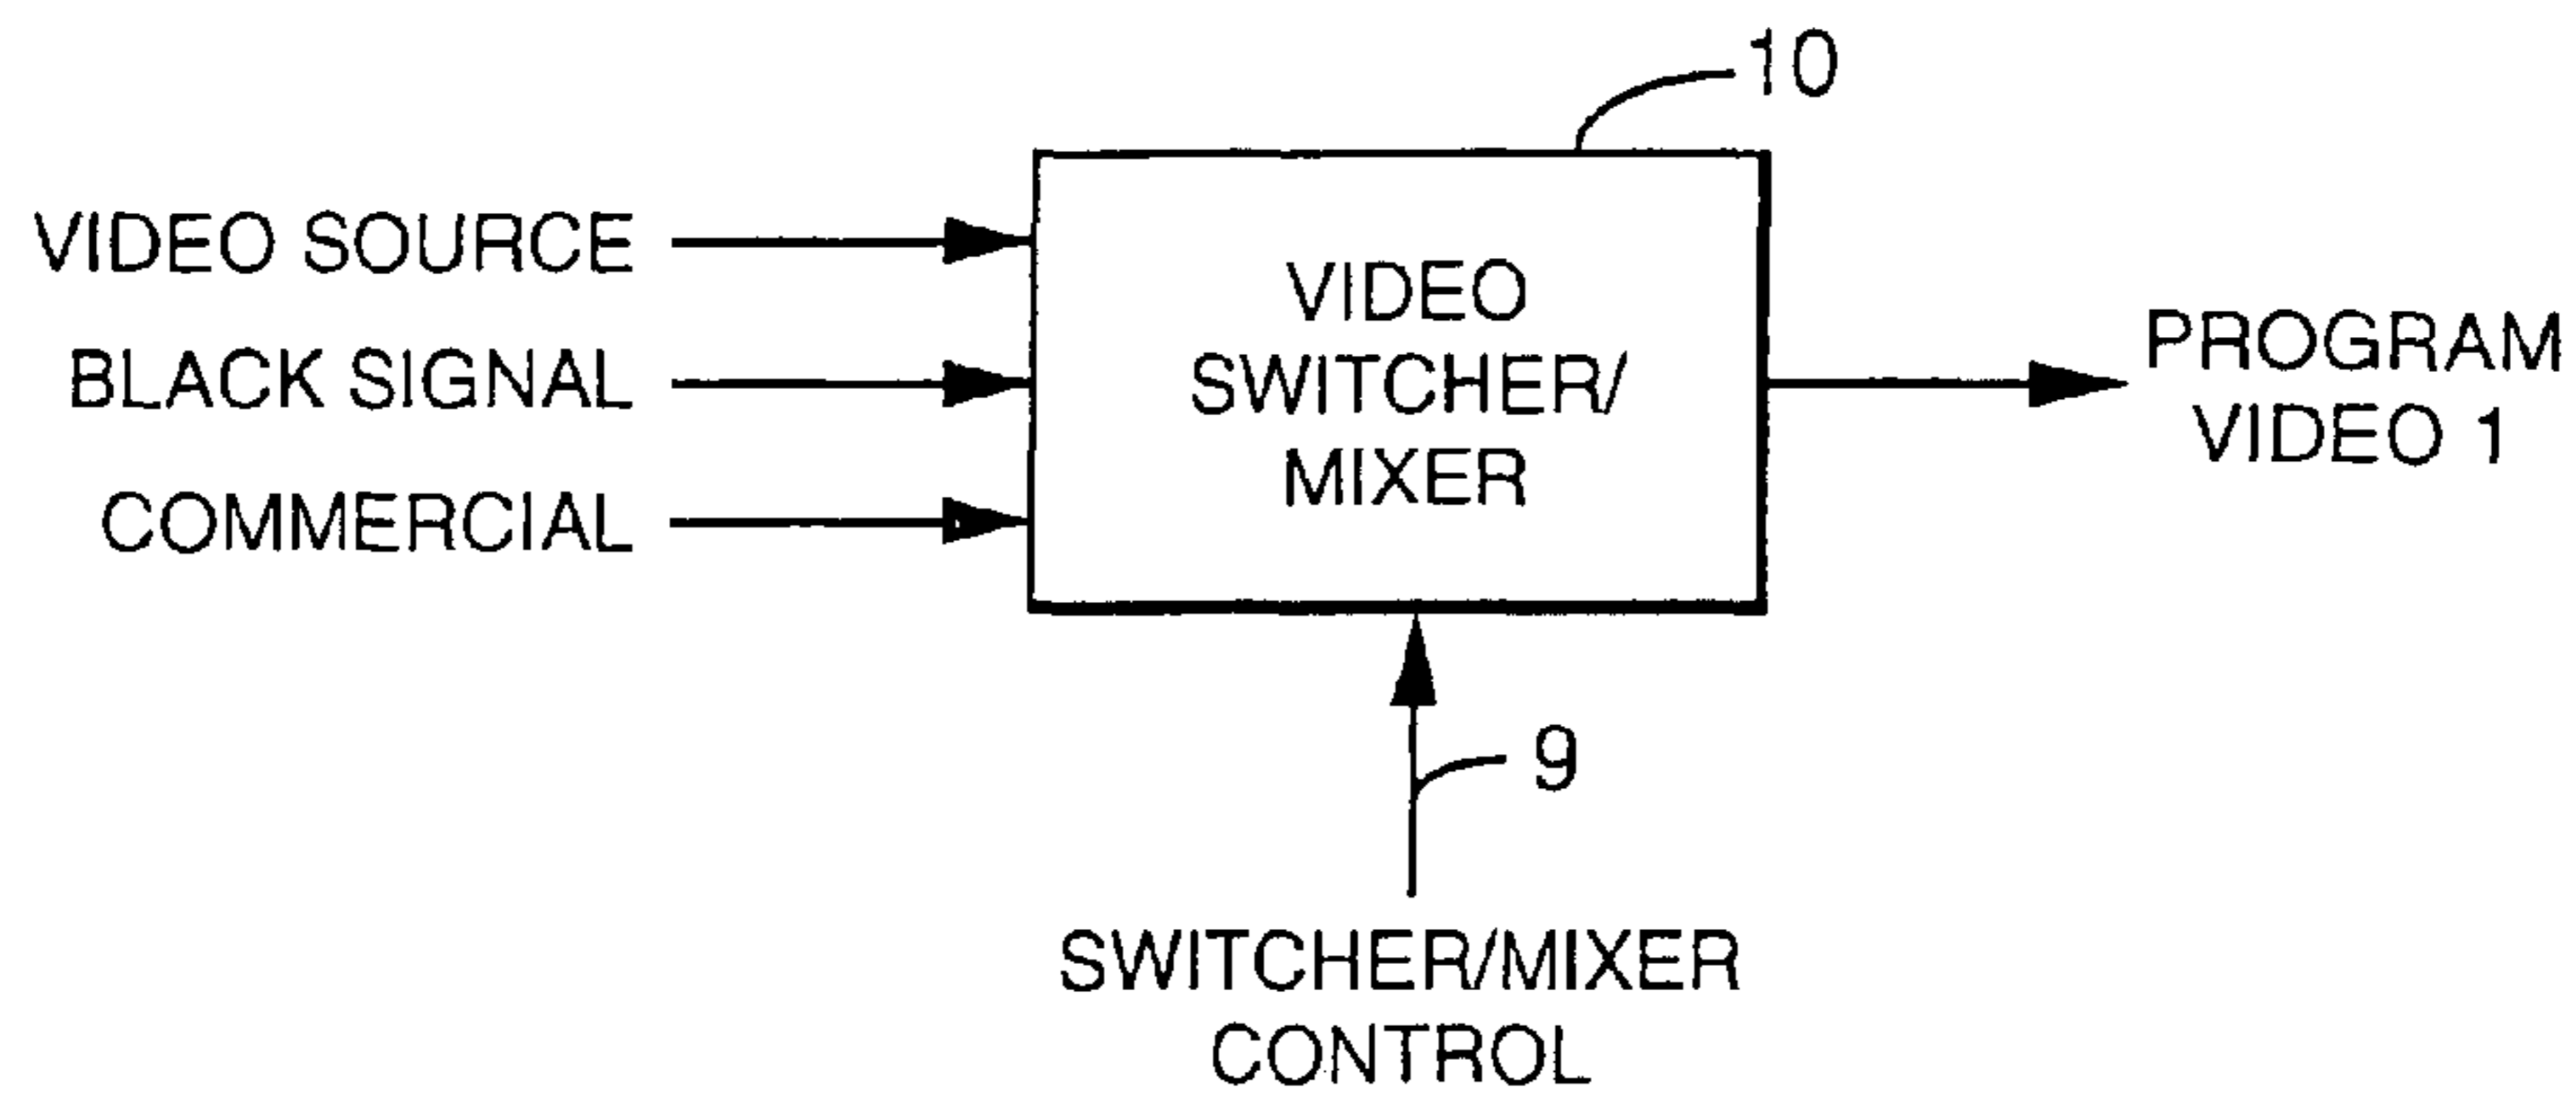 10
VIDEO SOURCE
BLACK SIGNAL
COMMERCIAL
VIDEO
SWITCHER/
MIXER
PROGRAM
VIDEO 1
9
SWITCHER/MIXER
CONTROL